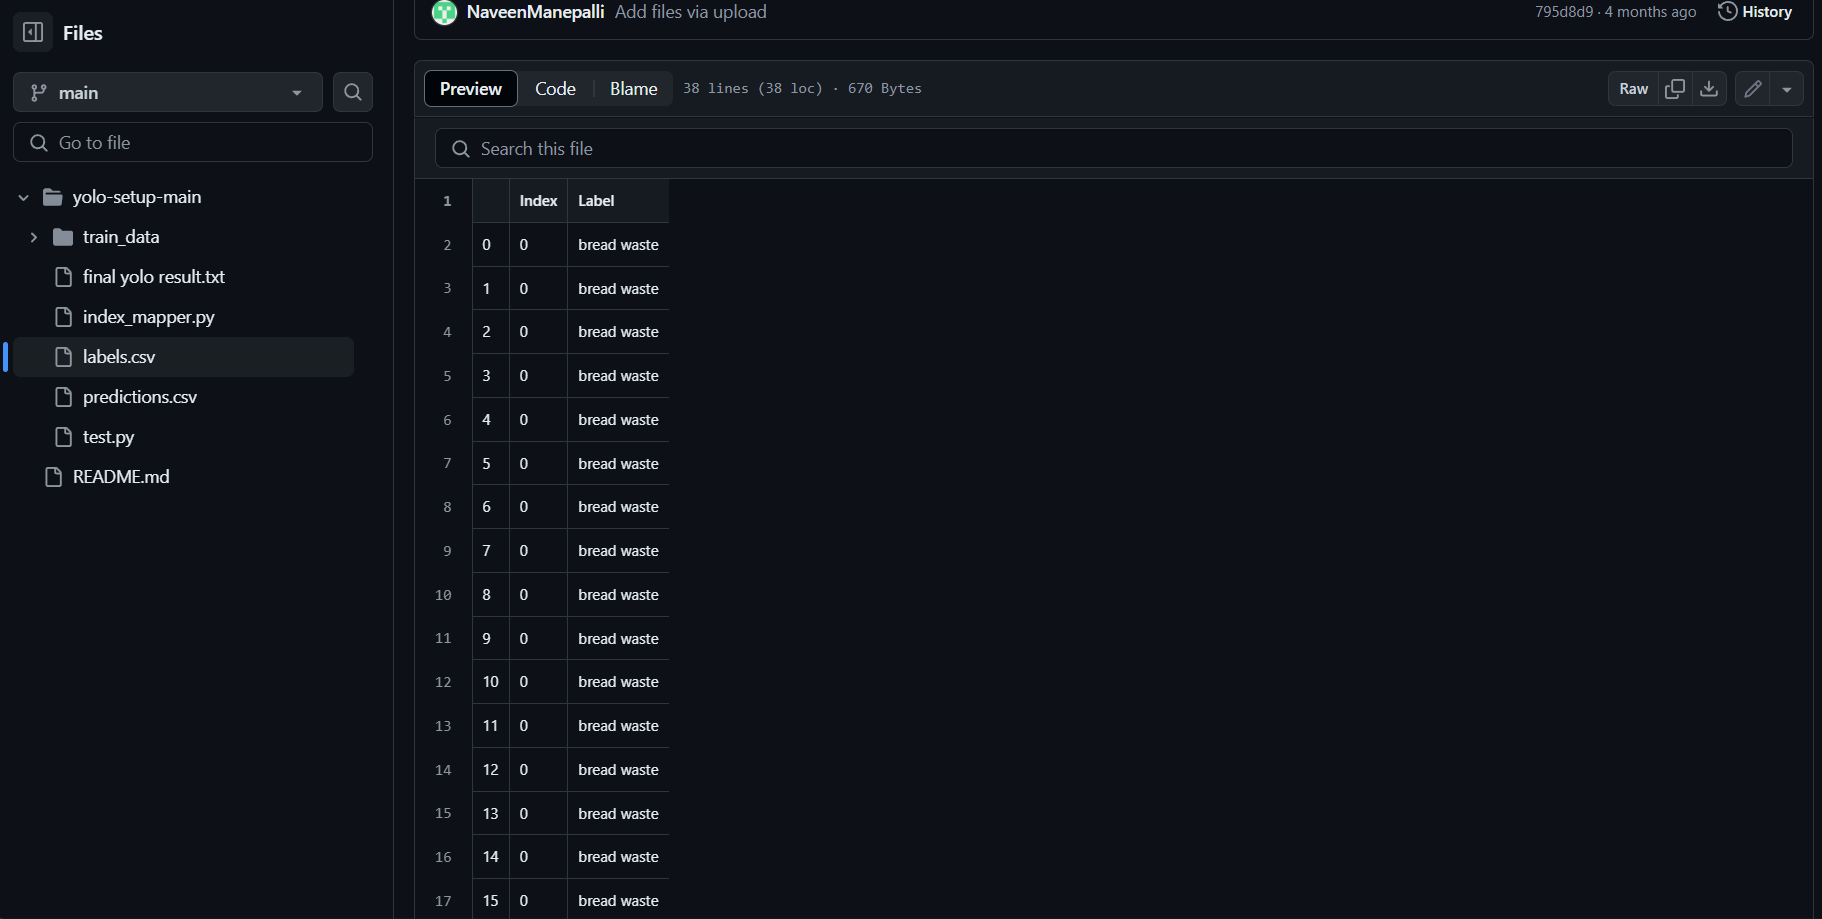 Files
main
Go to file
yolo-setup-main
train_data
final yolo result.txt
index_mapper.py
labels.csv
predictions.csv
test.py
README.md
NaveenManepalli Add files via upload 795d8d9 · 4 months ago History
Preview Code Blame 38 lines (38 loc) · 670 Bytes Raw
Search this file
1 Index Label
2 0 0 bread waste
3 1 0 bread waste
4 2 0 bread waste
5 3 0 bread waste
6 4 0 bread waste
7 5 0 bread waste
8 6 0 bread waste
9 7 0 bread waste
10 8 0 bread waste
11 9 0 bread waste
12 10 0 bread waste
13 11 0 bread waste
14 12 0 bread waste
15 13 0 bread waste
16 14 0 bread waste
17 15 0 bread waste